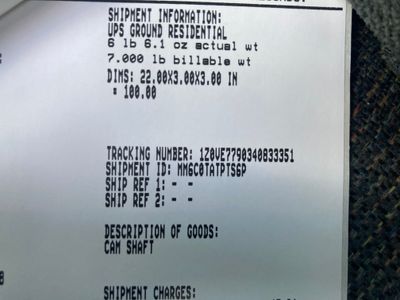 SHIPMENT INFORMATION:
UPS GROUND RESIDENTIAL
6 lb 6.1 oz actual wt
7.000 lb billable wt
DIMS: 22.00X3.00X3.00 IN
: 100.00
TRACKING NUMBER: 1Z0VE7790340833351
SHIPMENT ID: MM6C0TATPTS6P
SHIP REF 1: - -
SHIP REF 2: - -
DESCRIPTION OF GOODS:
CAM SHAFT
SHIPMENT CHARGES: